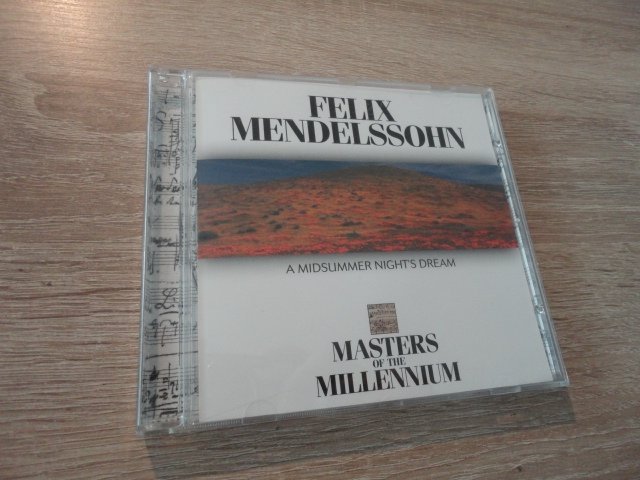 FELIX
MENDELSSOHN
A MIDSUMMER NIGHT'S DREAM
MASTERS
OF THE
MILLENNIUM